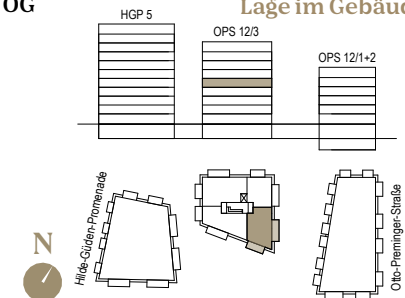 OG
Lage im Gebäud
HGP 5
OPS 12/3
OPS 12/1+2
Hilde-Güden-Promenade
Otto-Preminger-Straße
N